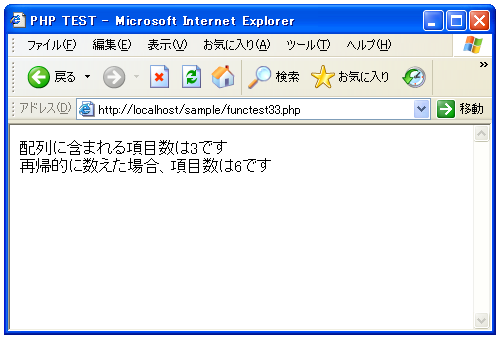 PHP TEST - Microsoft Internet Explorer
ファイル(F) 編集(E) 表示(V) お気に入り(A) ツール(T) ヘルプ(H)
戻る 検索 お気に入り
アドレス(D) http://localhost/sample/functest33.php 移動
配列に含まれる項目数は3です
再帰的に数えた場合、項目数は6です